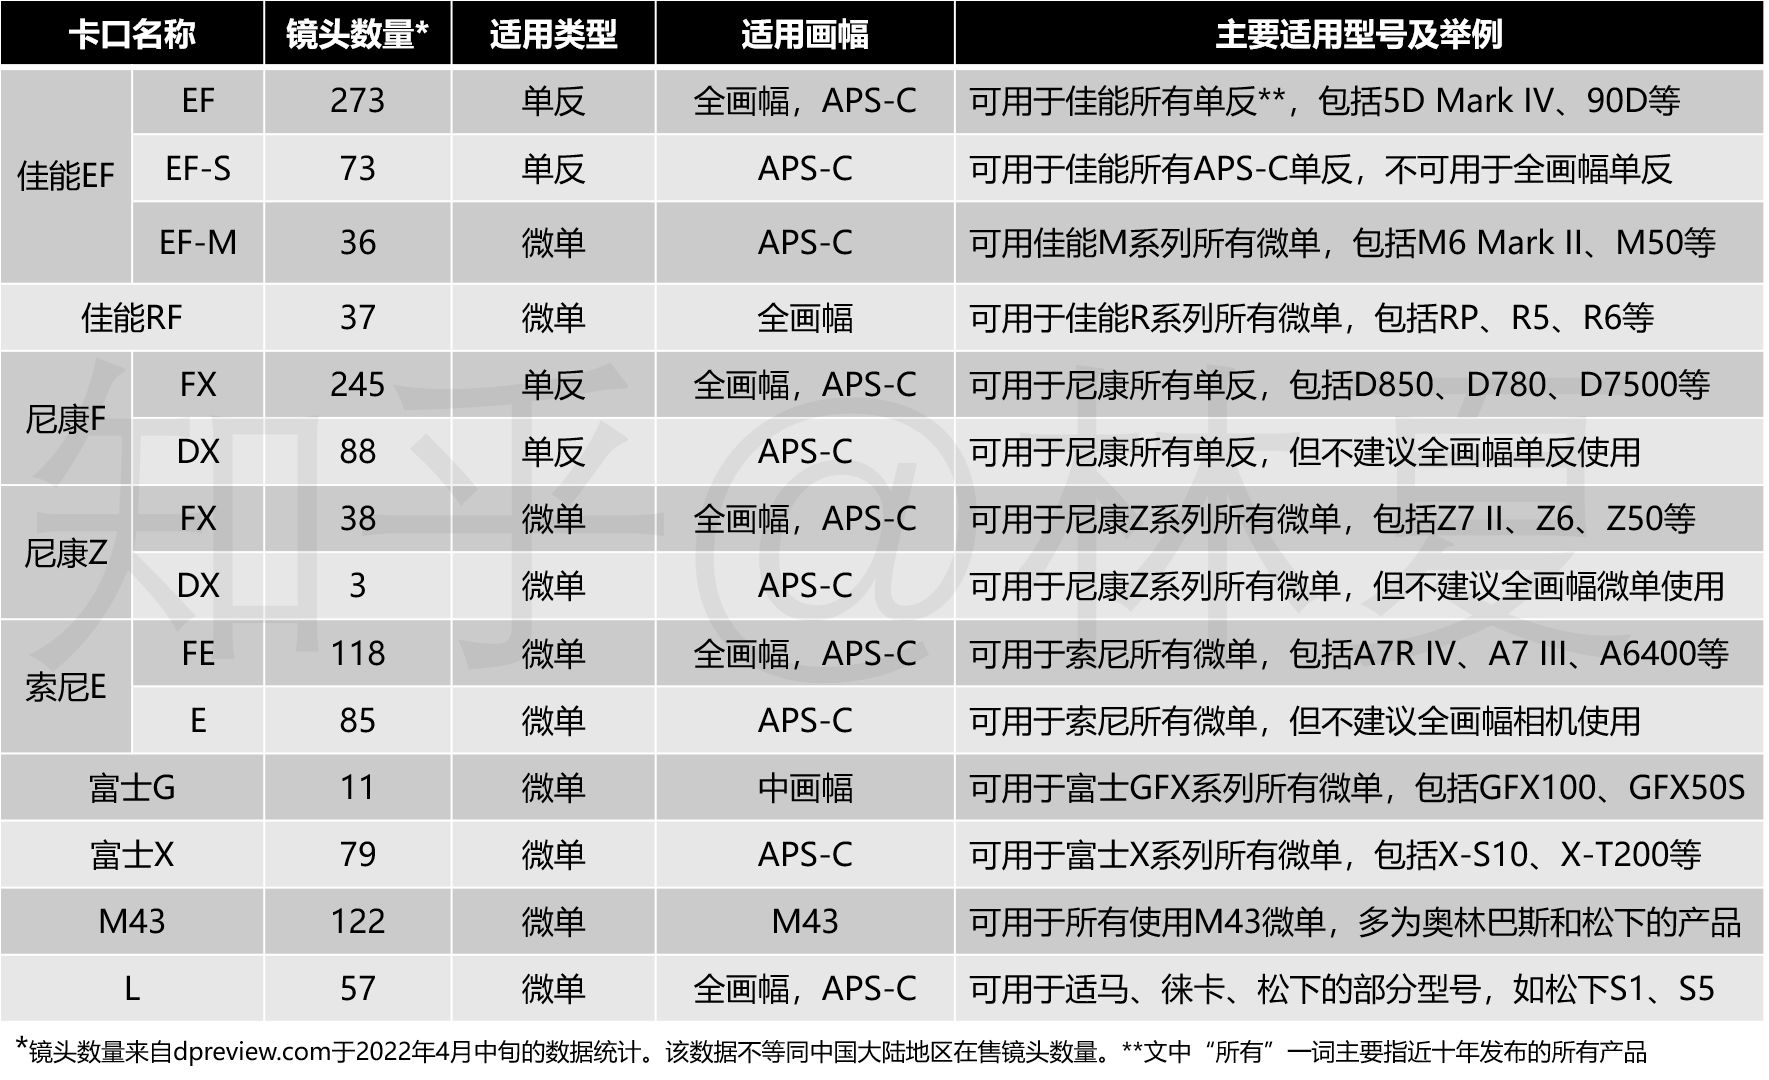 卡口名称 镜头数量* 适用类型 适用画幅 主要适用型号及举例
佳能EF EF 273 单反 全画幅，APS-C 可用于佳能所有单反**，包括5D Mark IV、90D等
EF-S 73 单反 APS-C 可用于佳能所有APS-C单反，不可用于全画幅单反
EF-M 36 微单 APS-C 可用佳能M系列所有微单，包括M6 Mark II、M50等
佳能RF 37 微单 全画幅 可用于佳能R系列所有微单，包括RP、R5、R6等
尼康F FX 245 单反 全画幅，APS-C 可用于尼康所有单反，包括D850、D780、D7500等
DX 88 单反 APS-C 可用于尼康所有单反，但不建议全画幅单反使用
尼康Z FX 38 微单 全画幅，APS-C 可用于尼康Z系列所有微单，包括Z7 II、Z6、Z50等
DX 3 微单 APS-C 可用于尼康Z系列所有微单，但不建议全画幅微单使用
索尼E FE 118 微单 全画幅，APS-C 可用于索尼所有微单，包括A7R IV、A7 III、A6400等
E 85 微单 APS-C 可用于索尼所有微单，但不建议全画幅相机使用
富士G 11 微单 中画幅 可用于富士GFX系列所有微单，包括GFX100、GFX50S
富士X 79 微单 APS-C 可用于富士X系列所有微单，包括X-S10、X-T200等
M43 122 微单 M43 可用于所有使用M43微单，多为奥林巴斯和松下的产品
L 57 微单 全画幅，APS-C 可用于适马、徕卡、松下的部分型号，如松下S1、S5
*镜头数量来自dpreview.com于2022年4月中旬的数据统计。该数据不等同中国大陆地区在售镜头数量。**文中“所有”一词主要指近十年发布的所有产品
知乎@林夏